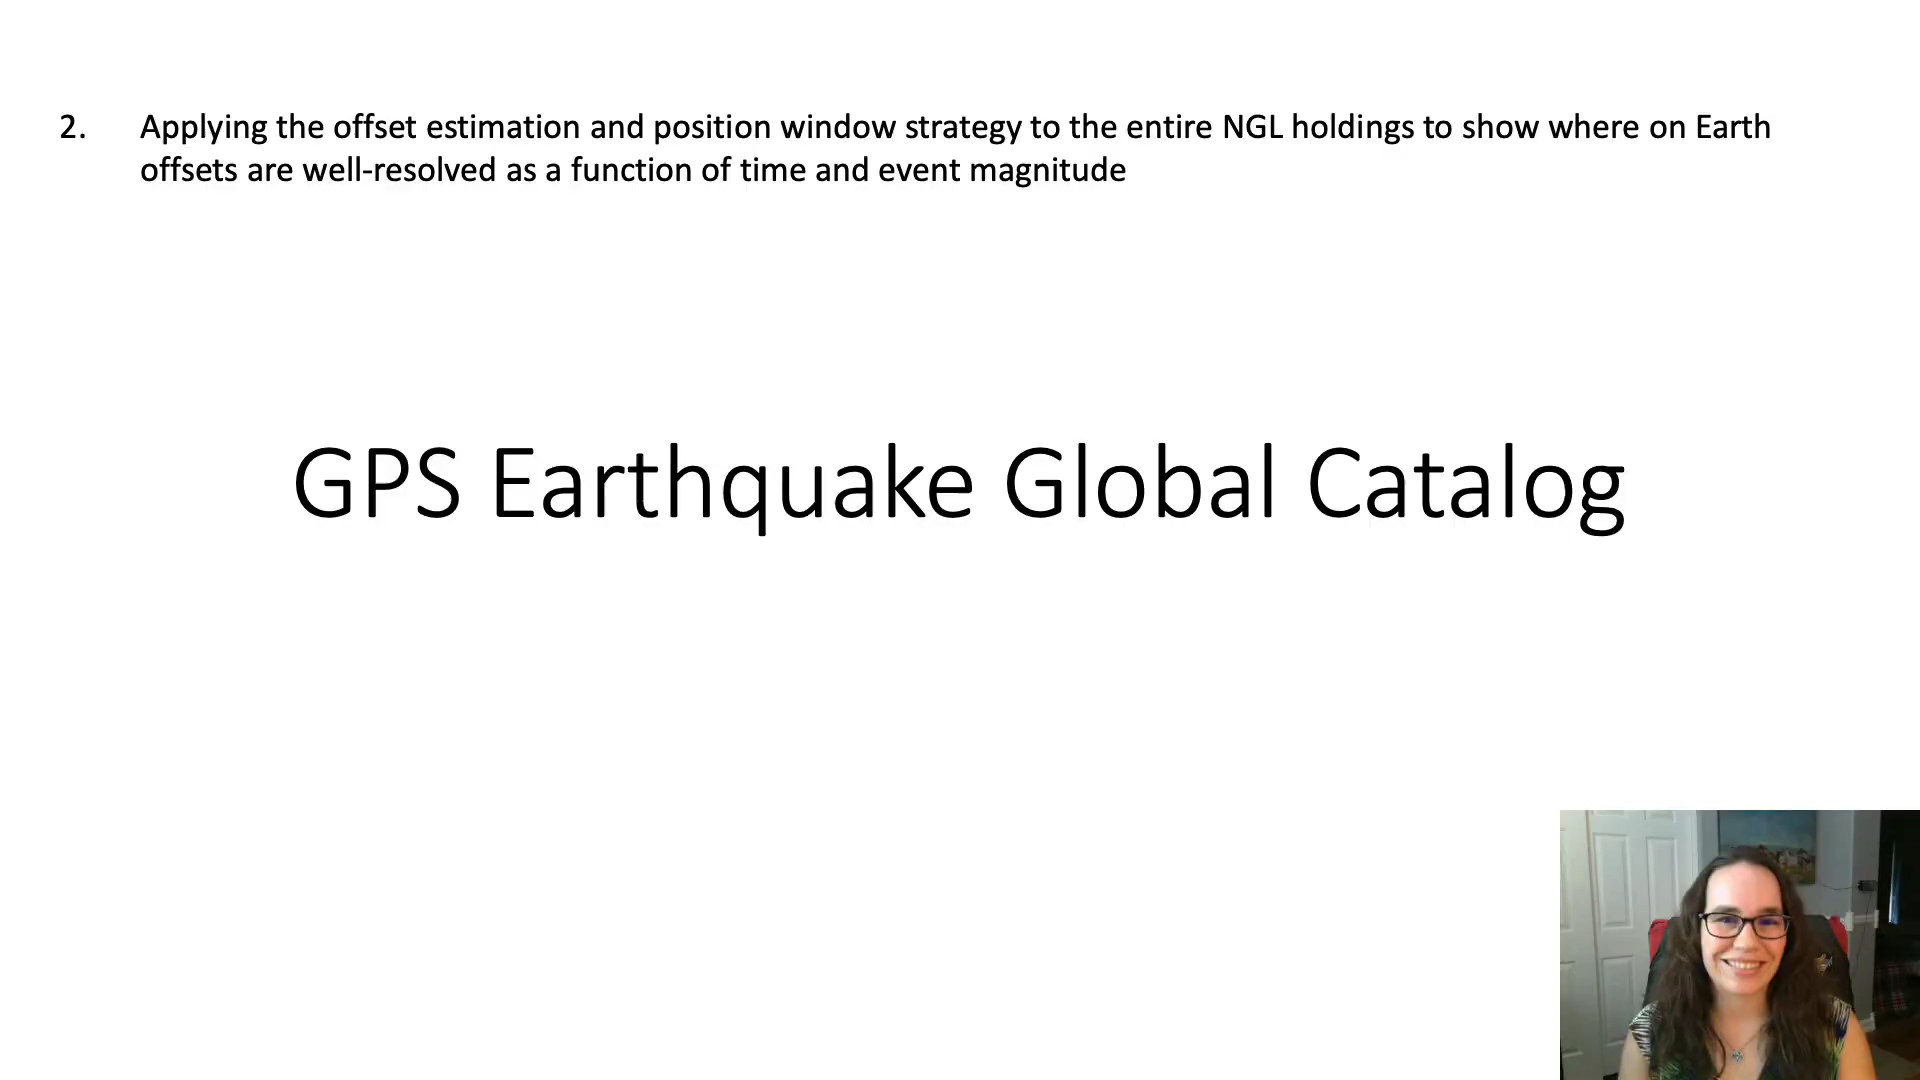 2. Applying the offset estimation and position window strategy to the entire NGL holdings to show where on Earth
offsets are well-resolved as a function of time and event magnitude
GPS Earthquake Global Catalog